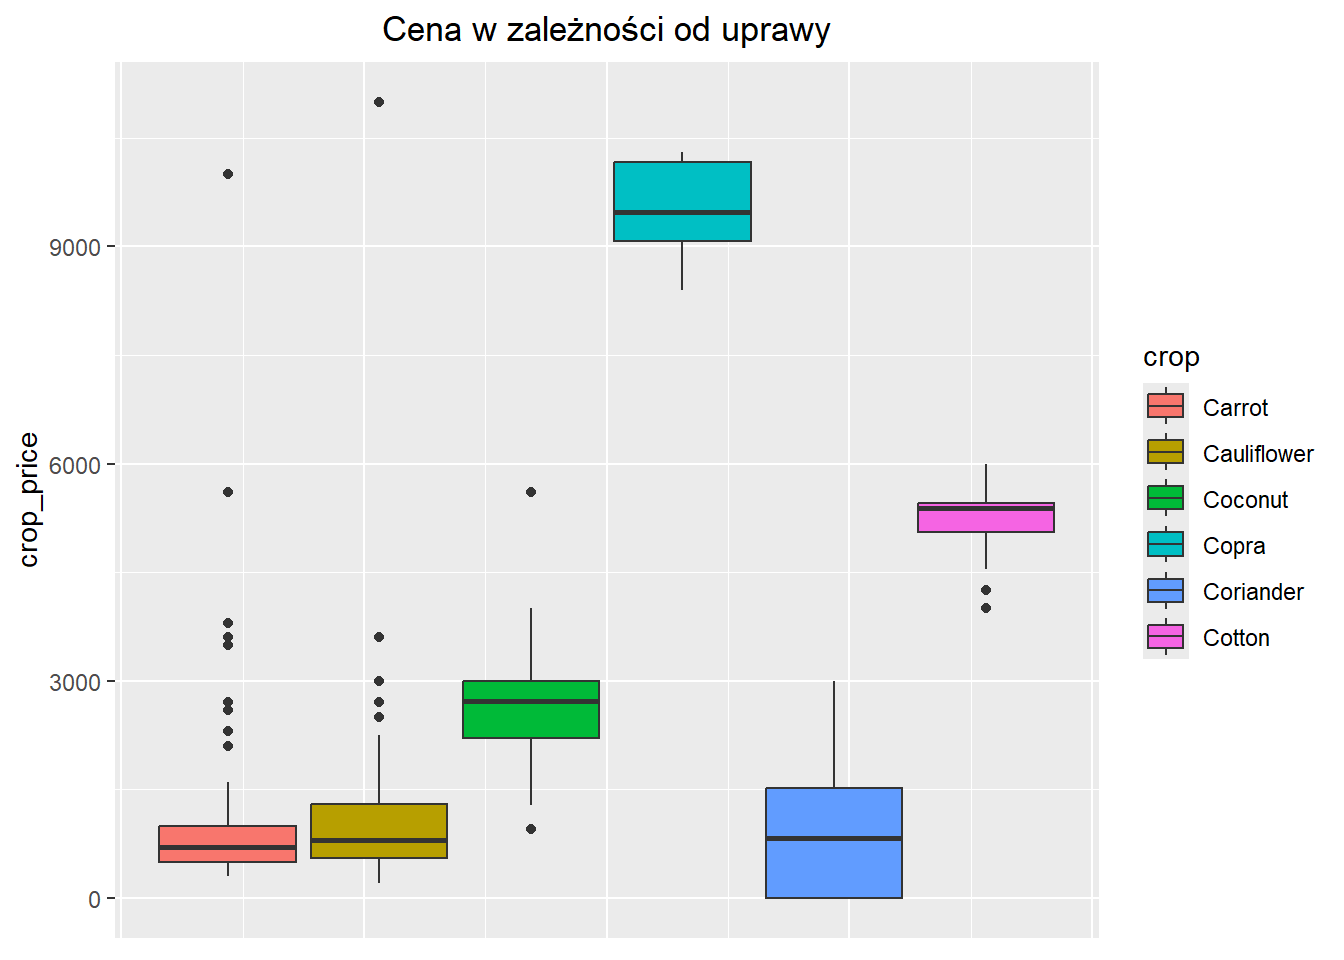 Cena w zależności od uprawy
crop_price
9000
6000
3000
0
crop
Carrot
Cauliflower
Coconut
Copra
Coriander
Cotton